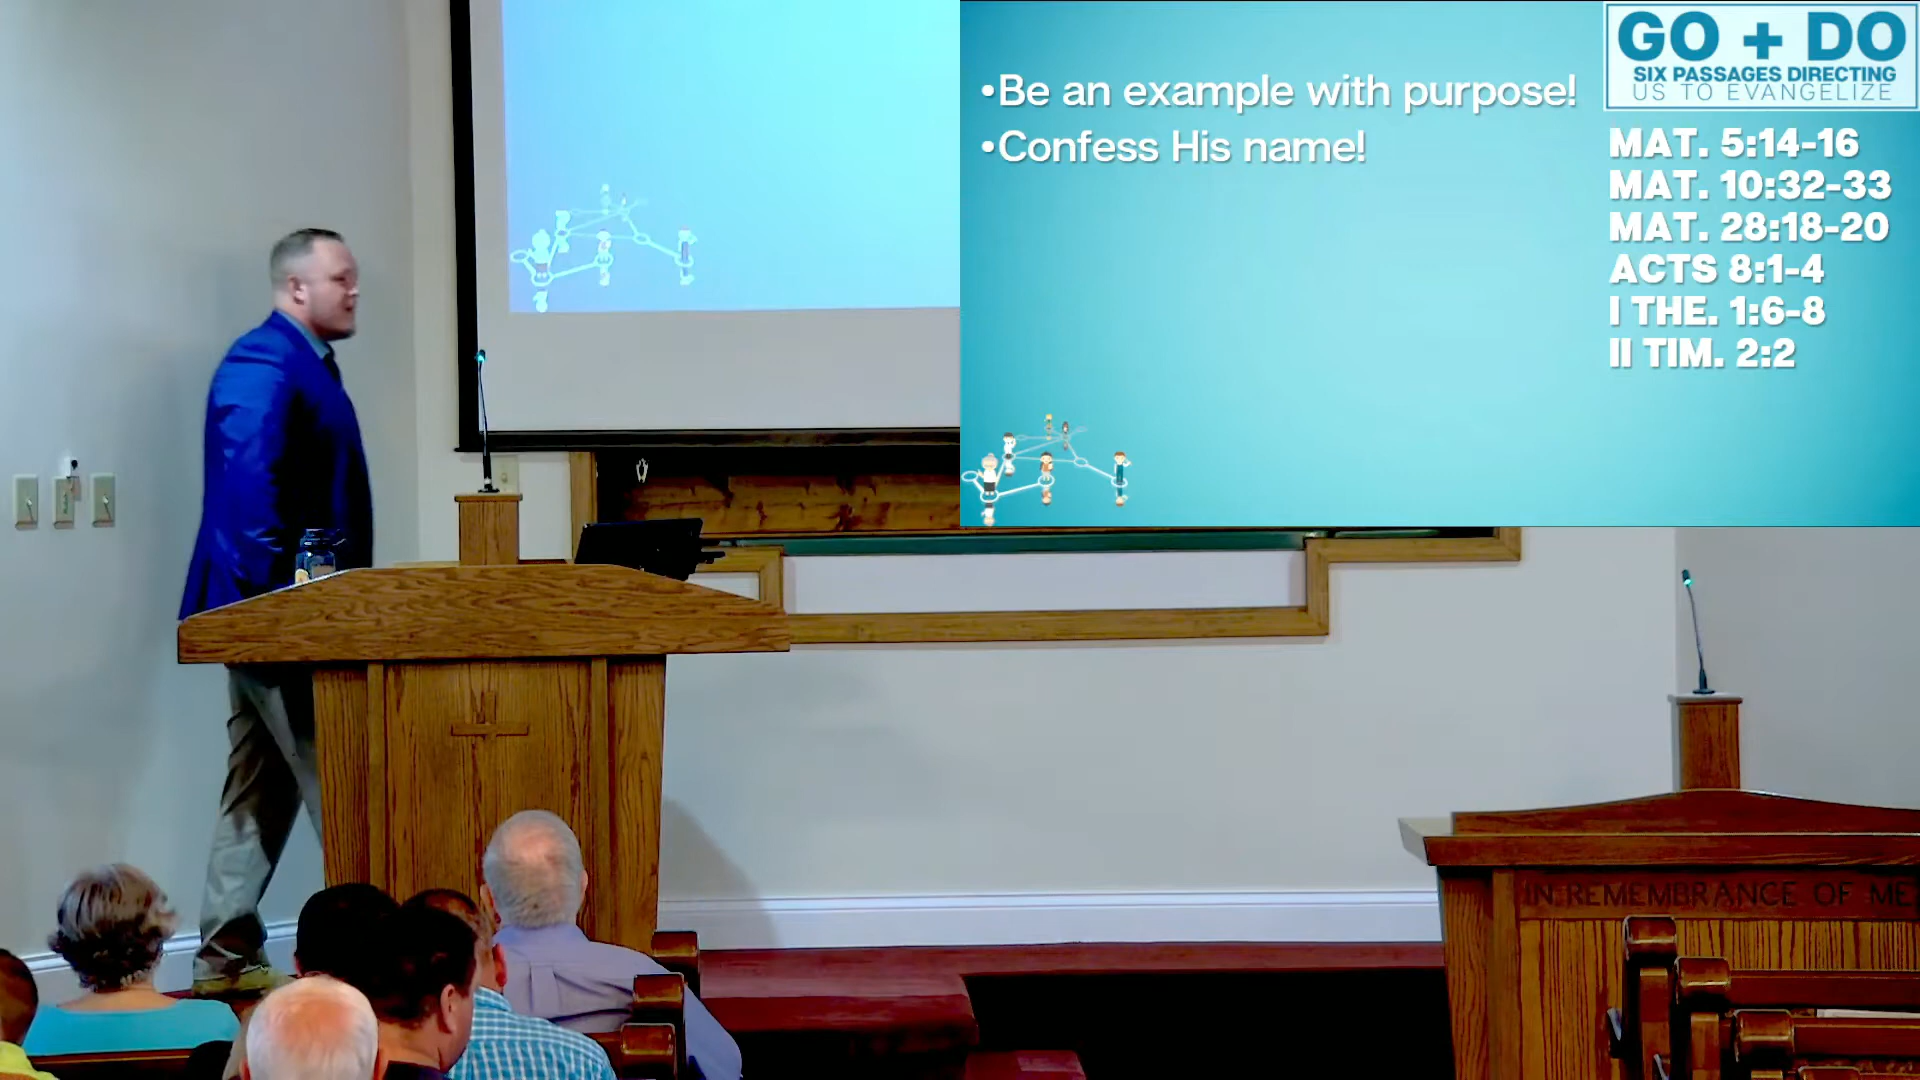 •Be an example with purpose!
•Confess His name!
GO + DO
SIX PASSAGES DIRECTING
US TO EVANGELIZE
MAT. 5:14-16
MAT. 10:32-33
MAT. 28:18-20
ACTS 8:1-4
I THE. 1:6-8
II TIM. 2:2
IN REMEMBRANCE OF ME